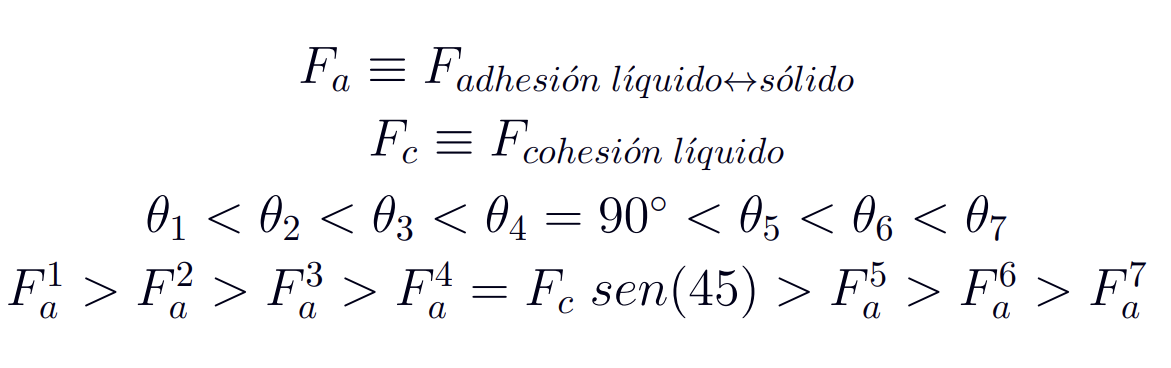 F_a ≡ F_{adhesión líquido↔sólido}
F_c ≡ F_{cohesión líquido}
θ_1 < θ_2 < θ_3 < θ_4 = 90° < θ_5 < θ_6 < θ_7
F_a^1 > F_a^2 > F_a^3 > F_a^4 = F_c sen(45) > F_a^5 > F_a^6 > F_a^7